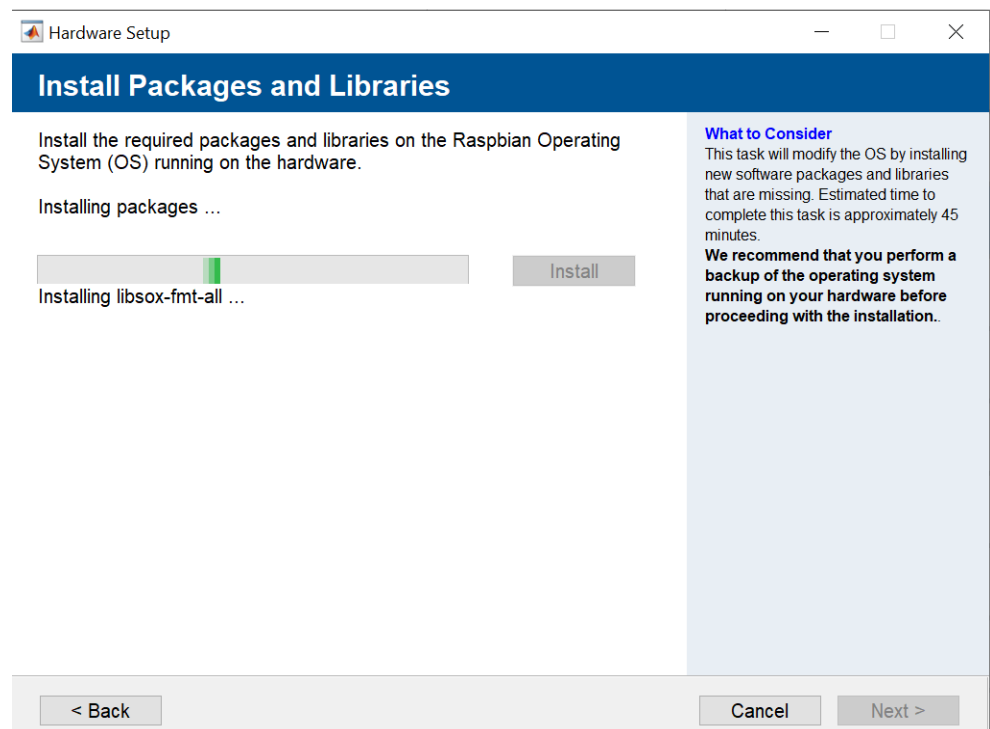 Hardware Setup
Install Packages and Libraries
Install the required packages and libraries on the Raspbian Operating
System (OS) running on the hardware.
Installing packages ...
Install
Installing libsox-fmt-all ...
What to Consider
This task will modify the OS by installing
new software packages and libraries
that are missing. Estimated time to
complete this task is approximately 45
minutes.
We recommend that you perform a
backup of the operating system
running on your hardware before
proceeding with the installation..
< Back
Cancel
Next >